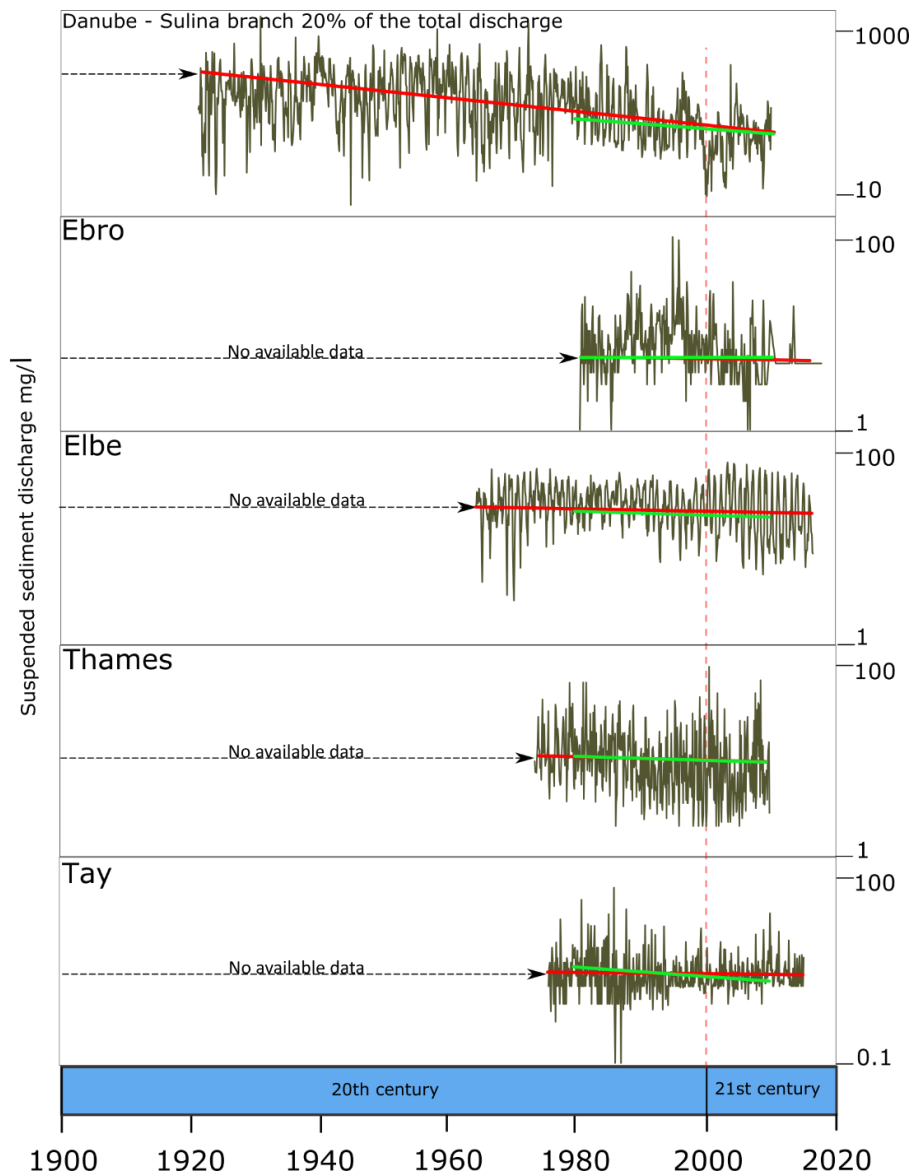 Danube - Sulina branch 20% of the total discharge
1000
10
Ebro
100
No available data
1
Elbe
100
No available data
1
Thames
100
No available data
1
Tay
100
No available data
0.1
Suspended sediment discharge mg/l
20th century
21st century
1900 1920 1940 1960 1980 2000 2020